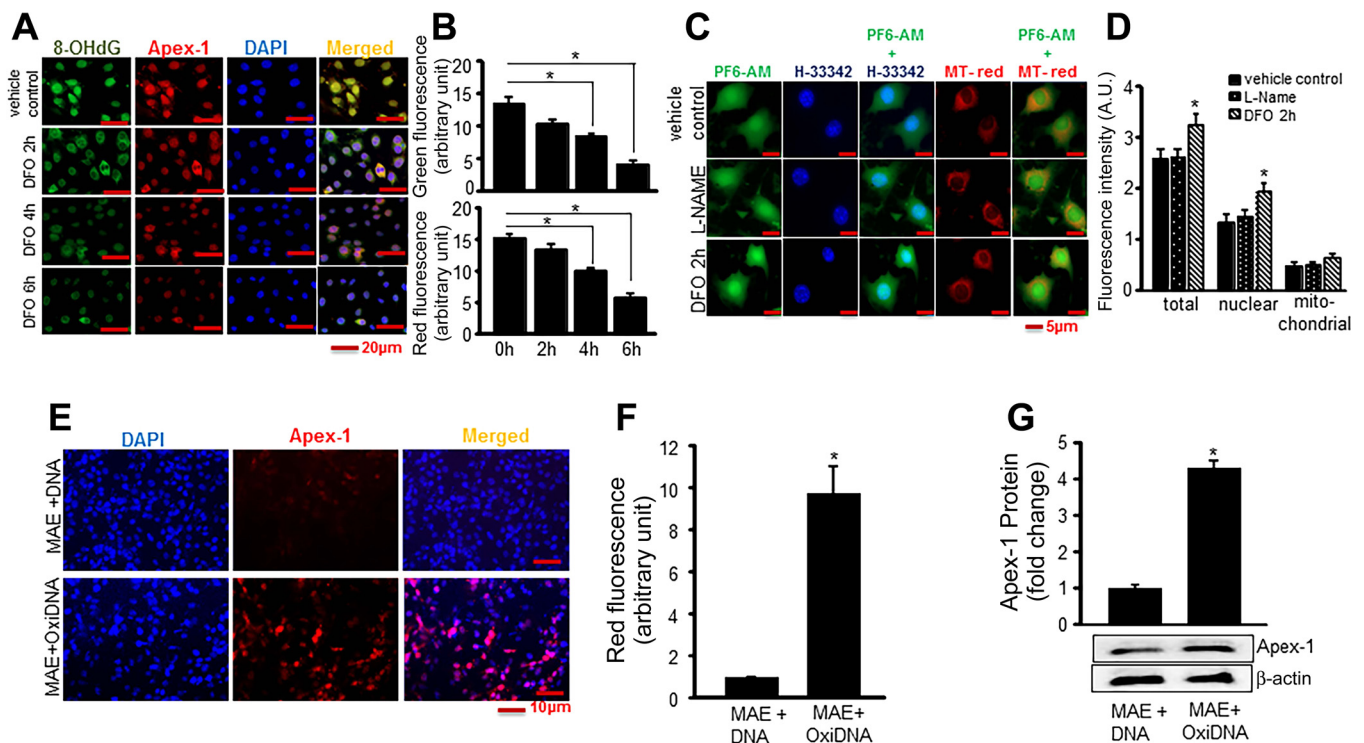 A
8-OHdG Apex-1 DAPI Merged
vehicle
control
DFO 2h
DFO 4h
DFO 6h
20µm
B
20
15
10
5
0
Green fluorescence
(arbitrary unit)
* *
20
15
10
5
0
Red fluorescence
(arbitrary unit)
* *
0h 2h 4h 6h
C
PF6-AM
+
H-33342
PF6-AM
+
MT-red
PF6-AM H-33342 MT-red
vehicle
control
L-NAME
DFO 2h
5µm
D
vehicle control
L-Name
DFO 2h
4
3
2
1
0
Fluorescence intensity (A.U.)
* *
total nuclear mito-
chondrial
E
DAPI Apex-1 Merged
MAE +DNA
MAE+OxiDNA
10µm
F
12
10
8
6
4
2
0
Red fluorescence
(arbitrary unit)
*
MAE +
DNA
MAE+
OxiDNA
G
5
4
3
2
1
0
Apex-1 Protein
(fold change)
*
Apex-1
β-actin
MAE +
DNA
MAE+
OxiDNA